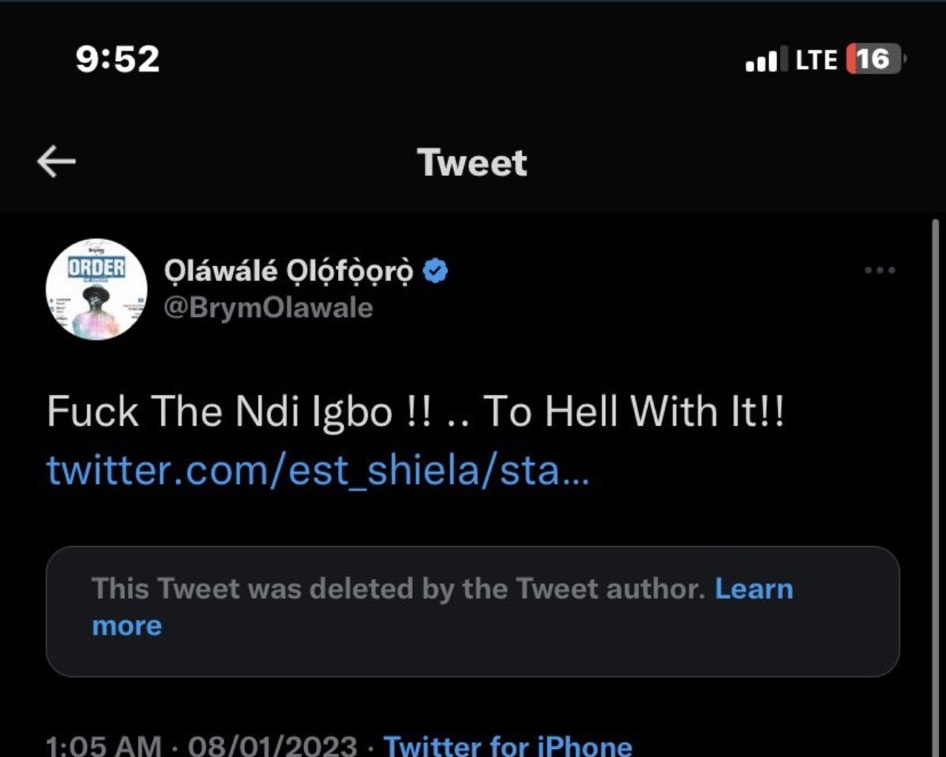 9:52
LTE 16
Tweet
ORDER
Ọláwálé Ọlọ́fọ̀ọrọ̀
@BrymOlawale
Fuck The Ndi Igbo !! .. To Hell With It!!
twitter.com/est_shiela/sta...
This Tweet was deleted by the Tweet author. Learn
more
1:05 AM · 08/01/2023 · Twitter for iPhone